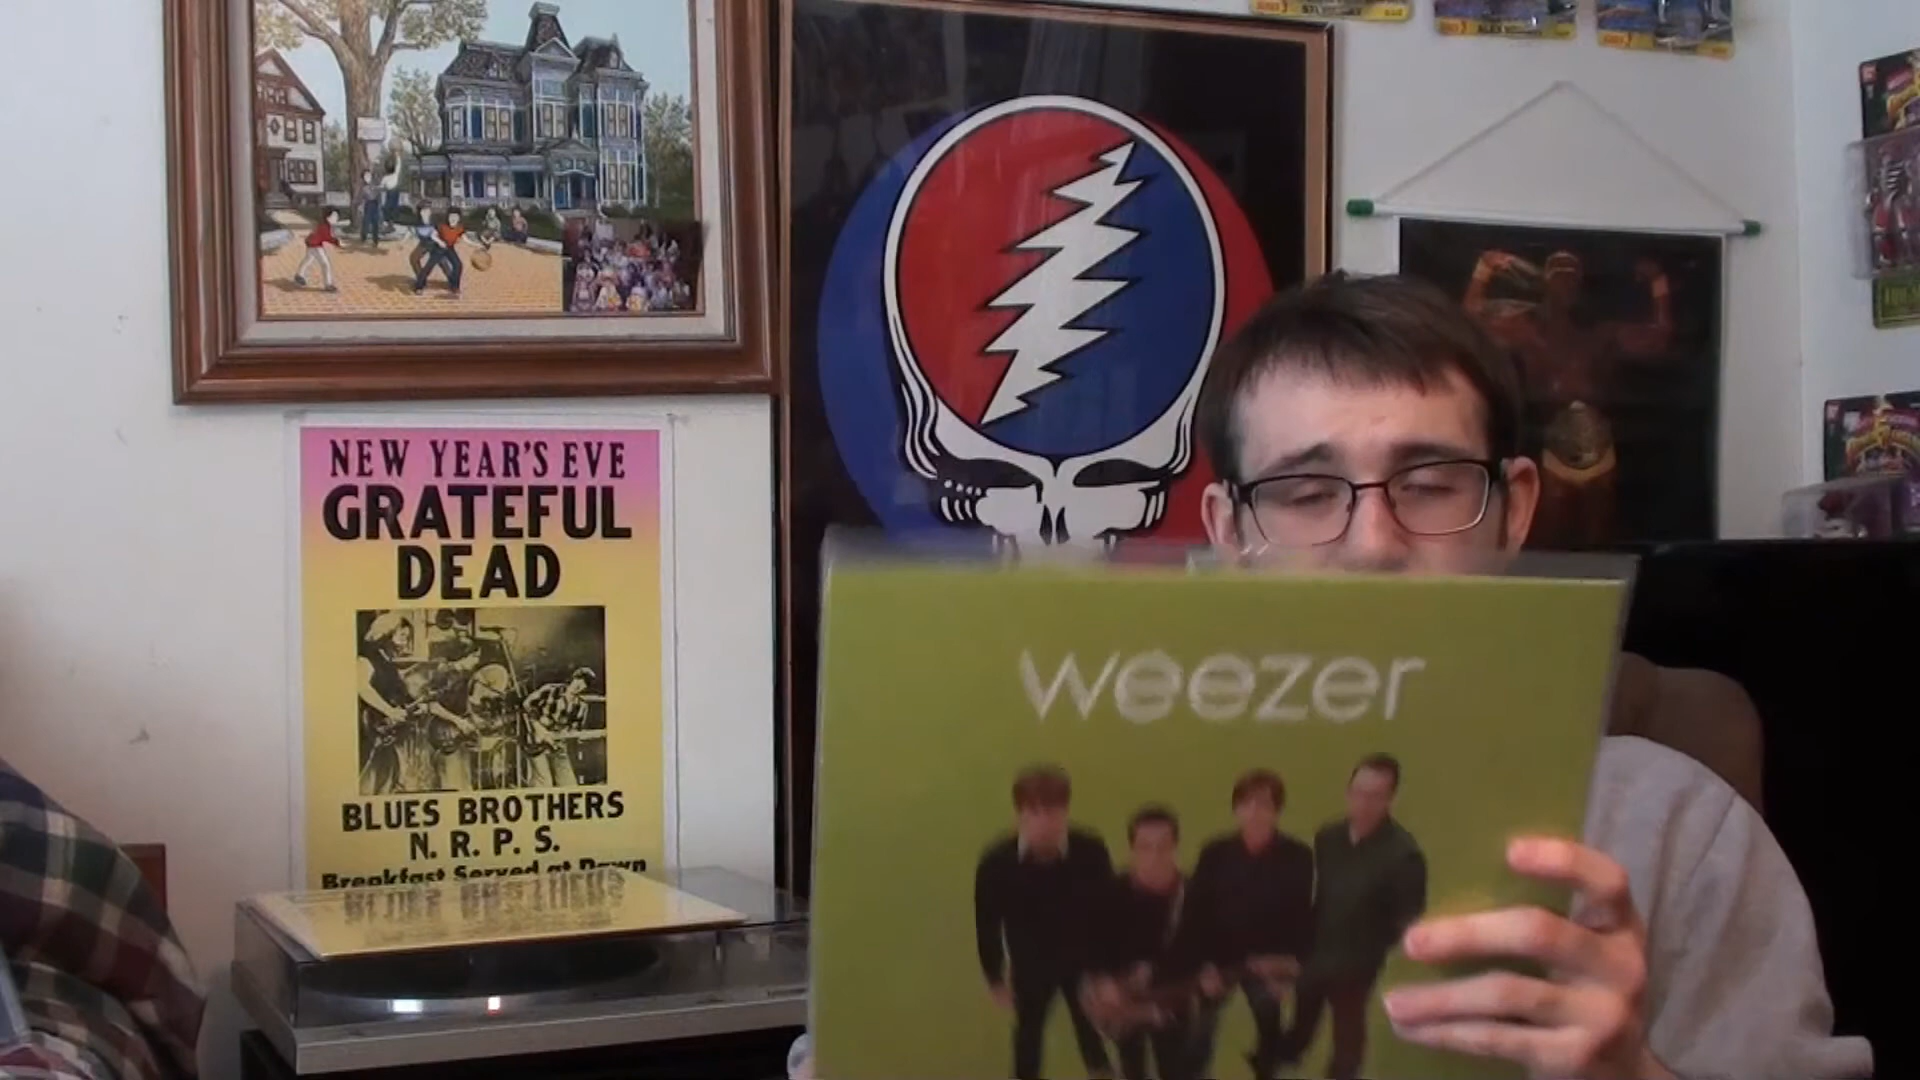 NEW YEAR'S EVE
GRATEFUL
DEAD
BLUES BROTHERS
N. R. P. S.
Breakfast Served at Dawn
weezer